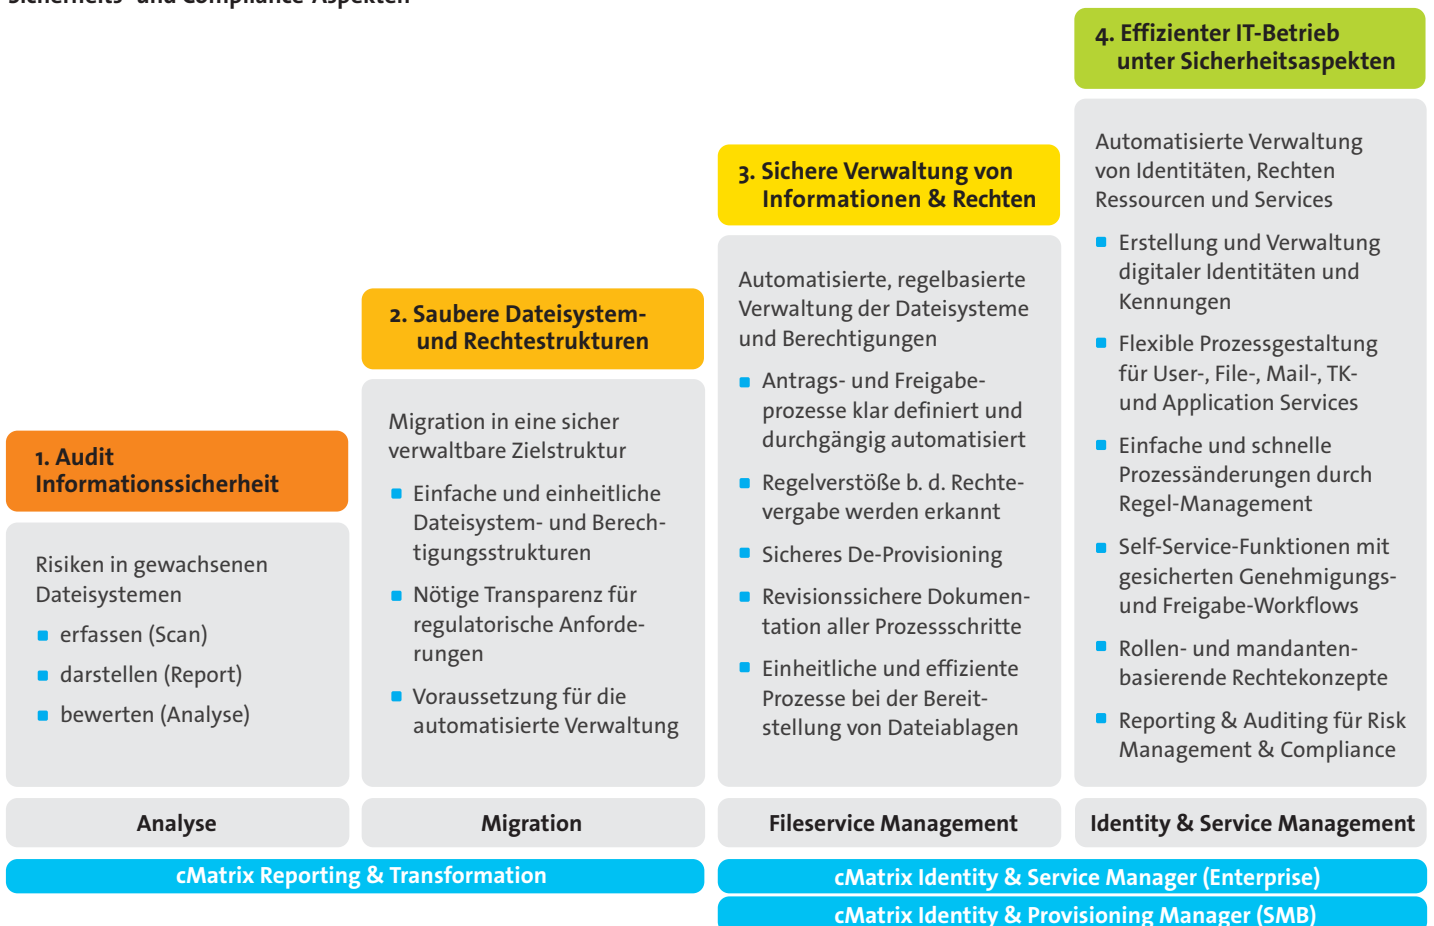 Sicherheits- und Compliance-Aspekten
1. Audit
Informationssicherheit
Risiken in gewachsenen
Dateisystemen
erfassen (Scan)
darstellen (Report)
bewerten (Analyse)
Analyse
2. Saubere Dateisystem-
und Rechtestrukturen
Migration in eine sicher
verwaltbare Zielstruktur
Einfache und einheitliche
Dateisystem- und Berech-
tigungsstrukturen
Nötige Transparenz für
regulatorische Anforde-
rungen
Voraussetzung für die
automatisierte Verwaltung
Migration
3. Sichere Verwaltung von
Informationen & Rechten
Automatisierte, regelbasierte
Verwaltung der Dateisysteme
und Berechtigungen
Antrags- und Freigabe-
prozesse klar definiert und
durchgängig automatisiert
Regelverstöße b. d. Rechte-
vergabe werden erkannt
Sicheres De-Provisioning
Revisionssichere Dokumen-
tation aller Prozessschritte
Einheitliche und effiziente
Prozesse bei der Bereit-
stellung von Dateiablagen
Fileservice Management
4. Effizienter IT-Betrieb
unter Sicherheitsaspekten
Automatisierte Verwaltung
von Identitäten, Rechten
Ressourcen und Services
Erstellung und Verwaltung
digitaler Identitäten und
Kennungen
Flexible Prozessgestaltung
für User-, File-, Mail-, TK-
und Application Services
Einfache und schnelle
Prozessänderungen durch
Regel-Management
Self-Service-Funktionen mit
gesicherten Genehmigungs-
und Freigabe-Workflows
Rollen- und mandanten-
basierende Rechtekonzepte
Reporting & Auditing für Risk
Management & Compliance
Identity & Service Management
cMatrix Reporting & Transformation
cMatrix Identity & Service Manager (Enterprise)
cMatrix Identity & Provisioning Manager (SMB)